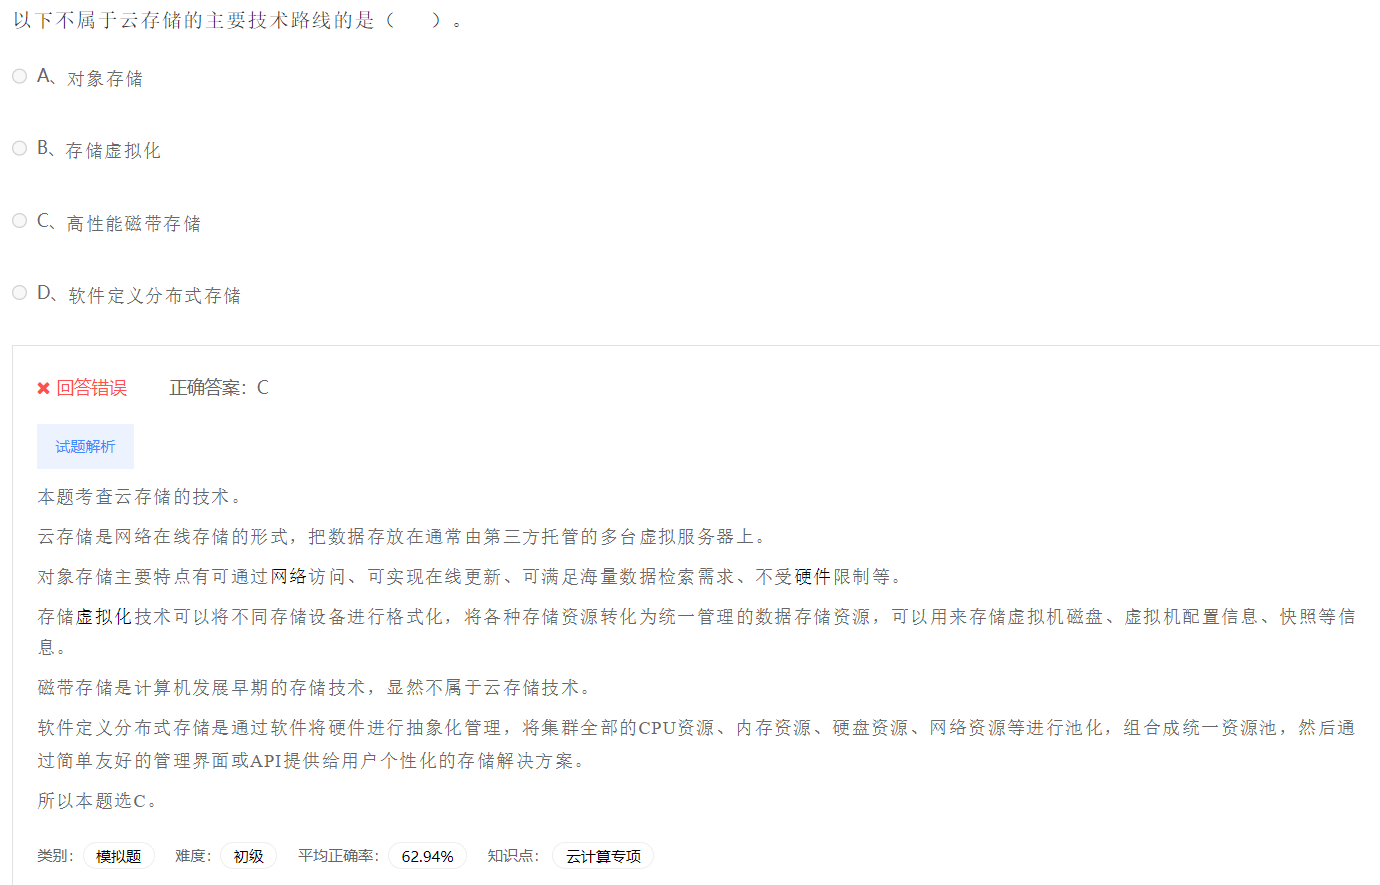 以下不属于云存储的主要技术路线的是（　　）。
A、对象存储
B、存储虚拟化
C、高性能磁带存储
D、软件定义分布式存储
回答错误 正确答案：C
试题解析
本题考查云存储的技术。
云存储是网络在线存储的形式，把数据存放在通常由第三方托管的多台虚拟服务器上。
对象存储主要特点有可通过网络访问、可实现在线更新、可满足海量数据检索需求、不受硬件限制等。
存储虚拟化技术可以将不同存储设备进行格式化，将各种存储资源转化为统一管理的数据存储资源，可以用来存储虚拟机磁盘、虚拟机配置信息、快照等信
息。
磁带存储是计算机发展早期的存储技术，显然不属于云存储技术。
软件定义分布式存储是通过软件将硬件进行抽象化管理，将集群全部的CPU资源、内存资源、硬盘资源、网络资源等进行池化，组合成统一资源池，然后通
过简单友好的管理界面或API提供给用户个性化的存储解决方案。
所以本题选C。
类别： 模拟题 难度： 初级 平均正确率： 62.94% 知识点： 云计算专项